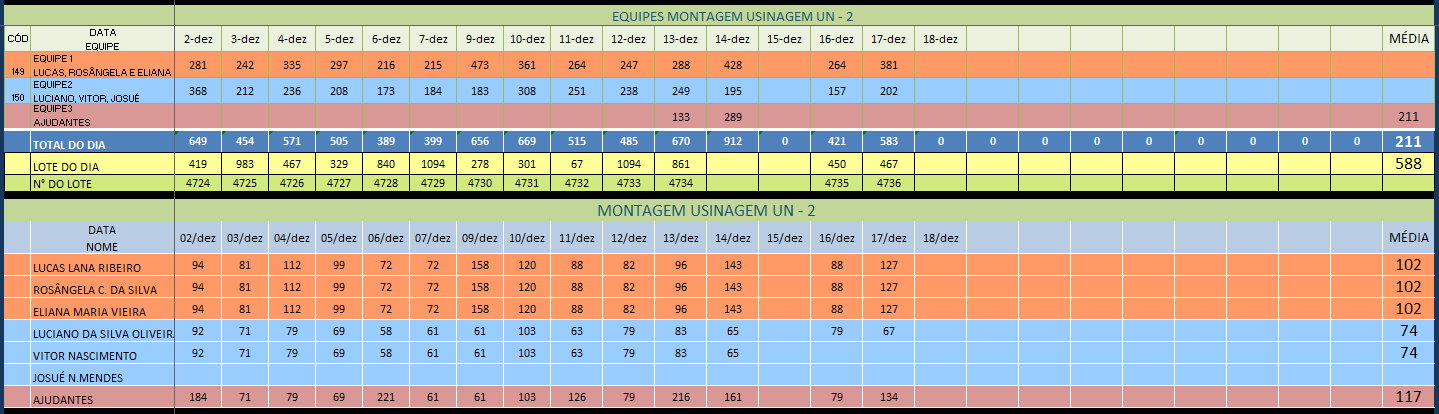 EQUIPES MONTAGEM USINAGEM UN - 2
CÓD DATA EQUIPE 2-dez 3-dez 4-dez 5-dez 6-dez 7-dez 9-dez 10-dez 11-dez 12-dez 13-dez 14-dez 15-dez 16-dez 17-dez 18-dez MÉDIA
149 EQUIPE 1 LUCAS, ROSÂNGELA E ELIANA 281 242 335 297 216 215 473 361 264 247 288 428 264 381
150 EQUIPE2 LUCIANO, VITOR, JOSUÉ 368 212 236 208 173 184 183 308 251 238 249 195 157 202
EQUIPE3 AJUDANTES 133 289 211
TOTAL DO DIA 649 454 571 505 389 399 656 669 515 485 670 912 0 421 583 0 0 0 0 0 0 0 0 0 211
LOTE DO DIA 419 983 467 329 840 1094 278 301 67 1094 861 450 467 588
Nº DO LOTE 4724 4725 4726 4727 4728 4729 4730 4731 4732 4733 4734 4735 4736
MONTAGEM USINAGEM UN - 2
DATA NOME 02/dez 03/dez 04/dez 05/dez 06/dez 07/dez 09/dez 10/dez 11/dez 12/dez 13/dez 14/dez 15/dez 16/dez 17/dez 18/dez MÉDIA
LUCAS LANA RIBEIRO 94 81 112 99 72 72 158 120 88 82 96 143 88 127 102
ROSÂNGELA C. DA SILVA 94 81 112 99 72 72 158 120 88 82 96 143 88 127 102
ELIANA MARIA VIEIRA 94 81 112 99 72 72 158 120 88 82 96 143 88 127 102
LUCIANO DA SILVA OLIVEIRA 92 71 79 69 58 61 61 103 63 79 83 65 79 67 74
VITOR NASCIMENTO 92 71 79 69 58 61 61 103 63 79 83 65 74
JOSUÉ N.MENDES
AJUDANTES 184 71 79 69 221 61 61 103 126 79 216 161 79 134 117